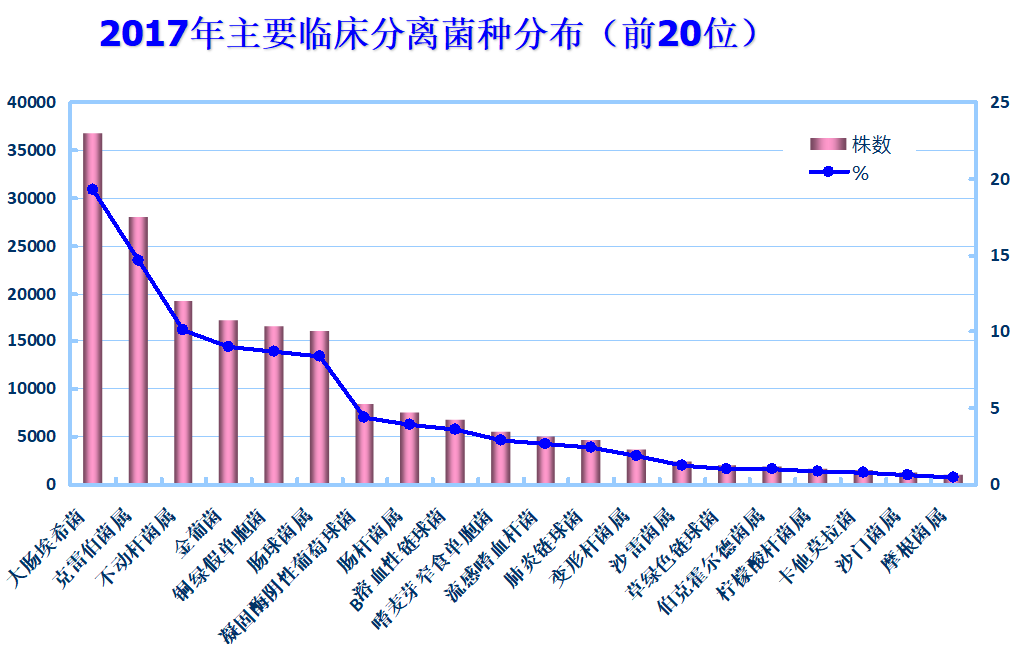 2017年主要临床分离菌种分布（前20位）
40000
35000
30000
25000
20000
15000
10000
5000
0
25
20
15
10
5
0
株数
%
大肠埃希菌
克雷伯菌属
不动杆菌属
金葡菌
铜绿假单胞菌
肠球菌属
凝固酶阴性葡萄球菌
肠杆菌属
B溶血性链球菌
嗜麦芽窄食单胞菌
流感嗜血杆菌
肺炎链球菌
变形杆菌属
沙雷菌属
草绿色链球菌
伯克霍尔德菌属
柠檬酸杆菌属
卡他莫拉菌
沙门菌属
摩根菌属